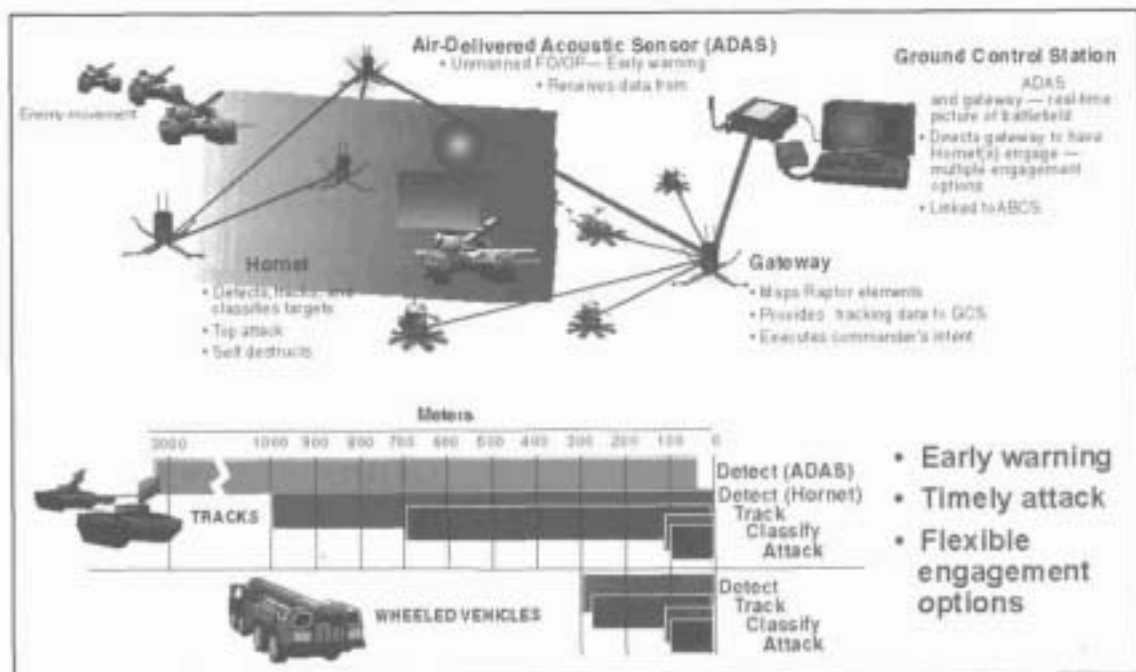 Air-Delivered Acoustic Sensor (ADAS)
• Unmanned FO/OP — Early warning
• Receives data from
Enemy movement
Ground Control Station
ADAS
and gateway — real-time
picture of battlefield
• Directs gateway to have
Hornet(s) engage —
multiple engagement
options
• Linked to ABCS
Hornet
• Detects, tracks, and
classifies targets
• Top attack
• Self destructs
Gateway
• Maps Raptor elements
• Provides tracking data to GCS
• Executes commander's intent
Meters
3000 1000 900 800 700 600 500 400 300 200 100 0
TRACKS
Detect (ADAS)
Detect (Hornet)
Track
Classify
Attack
WHEELED VEHICLES
Detect
Track
Classify
Attack
• Early warning
• Timely attack
• Flexible
engagement
options